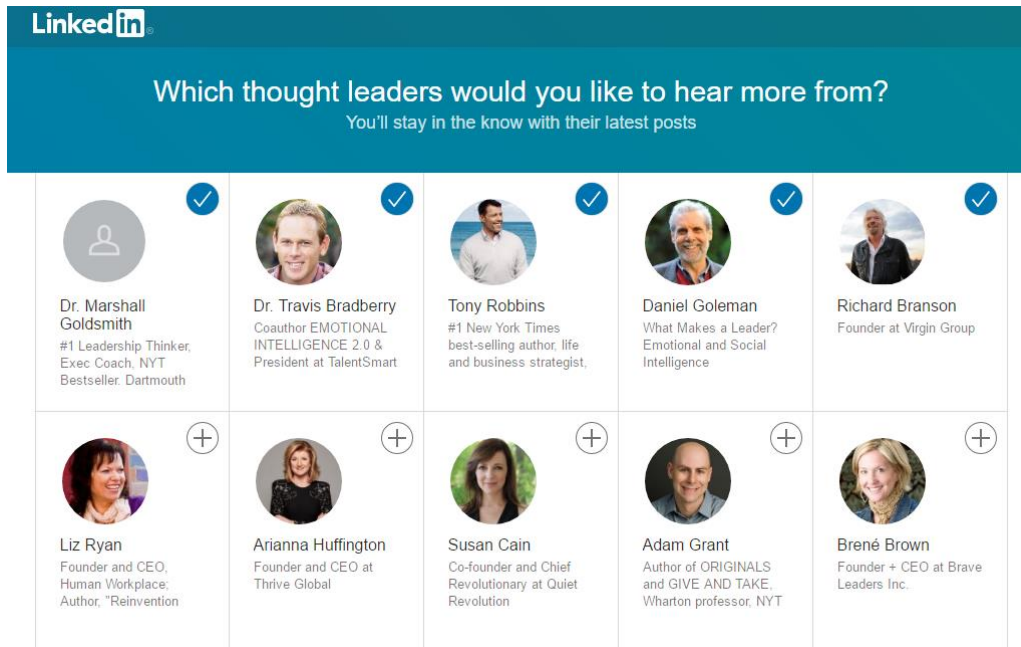 Linked in®
Which thought leaders would you like to hear more from?
You'll stay in the know with their latest posts
Dr. Marshall
Goldsmith
#1 Leadership Thinker,
Exec Coach, NYT
Bestseller. Dartmouth
Dr. Travis Bradberry
Coauthor EMOTIONAL
INTELLIGENCE 2.0 &
President at TalentSmart
Tony Robbins
#1 New York Times
best-selling author, life
and business strategist,
Daniel Goleman
What Makes a Leader?
Emotional and Social
Intelligence
Richard Branson
Founder at Virgin Group
Liz Ryan
Founder and CEO,
Human Workplace;
Author, "Reinvention
Arianna Huffington
Founder and CEO at
Thrive Global
Susan Cain
Co-founder and Chief
Revolutionary at Quiet
Revolution
Adam Grant
Author of ORIGINALS
and GIVE AND TAKE,
Wharton professor, NYT
Brené Brown
Founder + CEO at Brave
Leaders Inc.